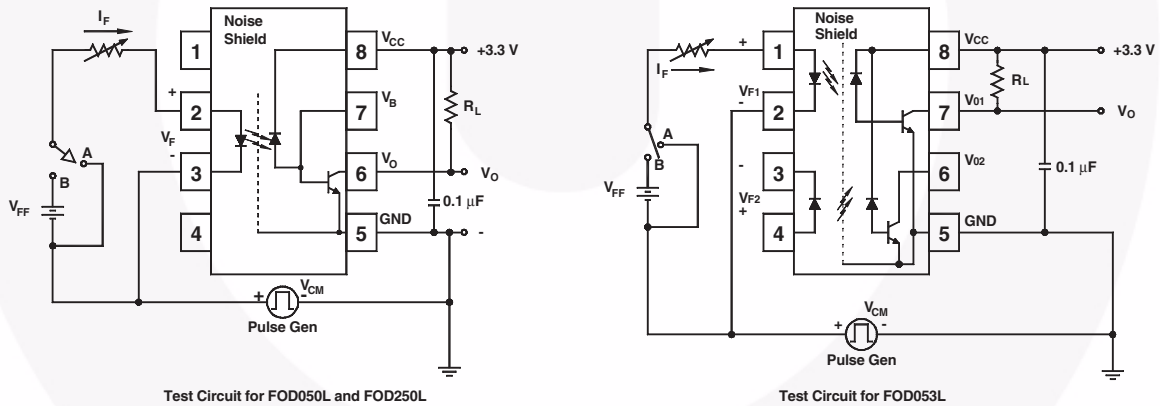 I_F
Noise
Shield
1
8
V_CC
+3.3 V
+
2
7
V_B
R_L
V_F
-
3
6
V_O
V_O
A
B
V_FF
0.1 µF
4
5
GND
-
V_CM
+
-
Pulse Gen
Test Circuit for FOD050L and FOD250L
Noise
Shield
I_F
+
1
8
V_CC
+3.3 V
R_L
V_F1
-
2
7
V_01
V_O
A
B
-
3
6
V_02
V_FF
0.1 µF
V_F2
+
4
5
GND
V_CM
+
-
Pulse Gen
Test Circuit for FOD053L